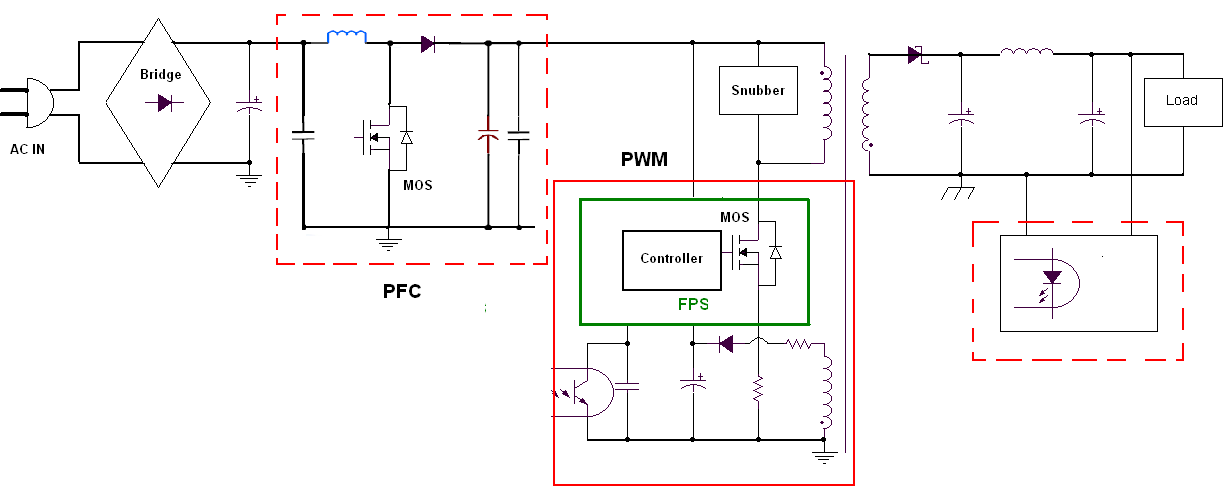 Bridge
AC IN
MOS
PFC
PWM
Snubber
MOS
Controller
FPS
Load